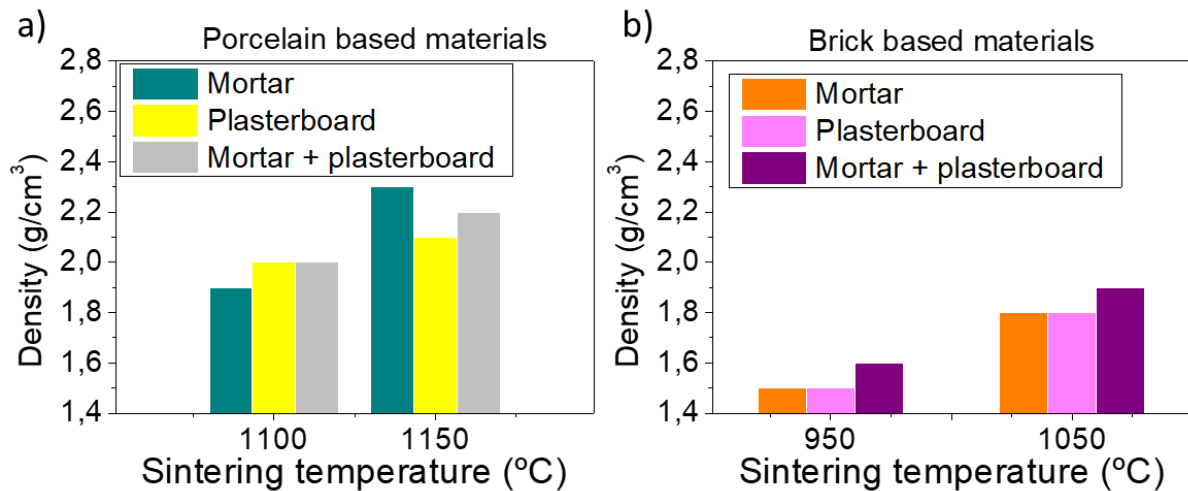 a)
Porcelain based materials
Mortar
Plasterboard
Mortar + plasterboard
2,8
2,6
2,4
2,2
2,0
1,8
1,6
1,4
Density (g/cm³)
1100
1150
Sintering temperature (ºC)
b)
Brick based materials
Mortar
Plasterboard
Mortar + plasterboard
2,8
2,6
2,4
2,2
2,0
1,8
1,6
1,4
Density (g/cm³)
950
1050
Sintering temperature (ºC)